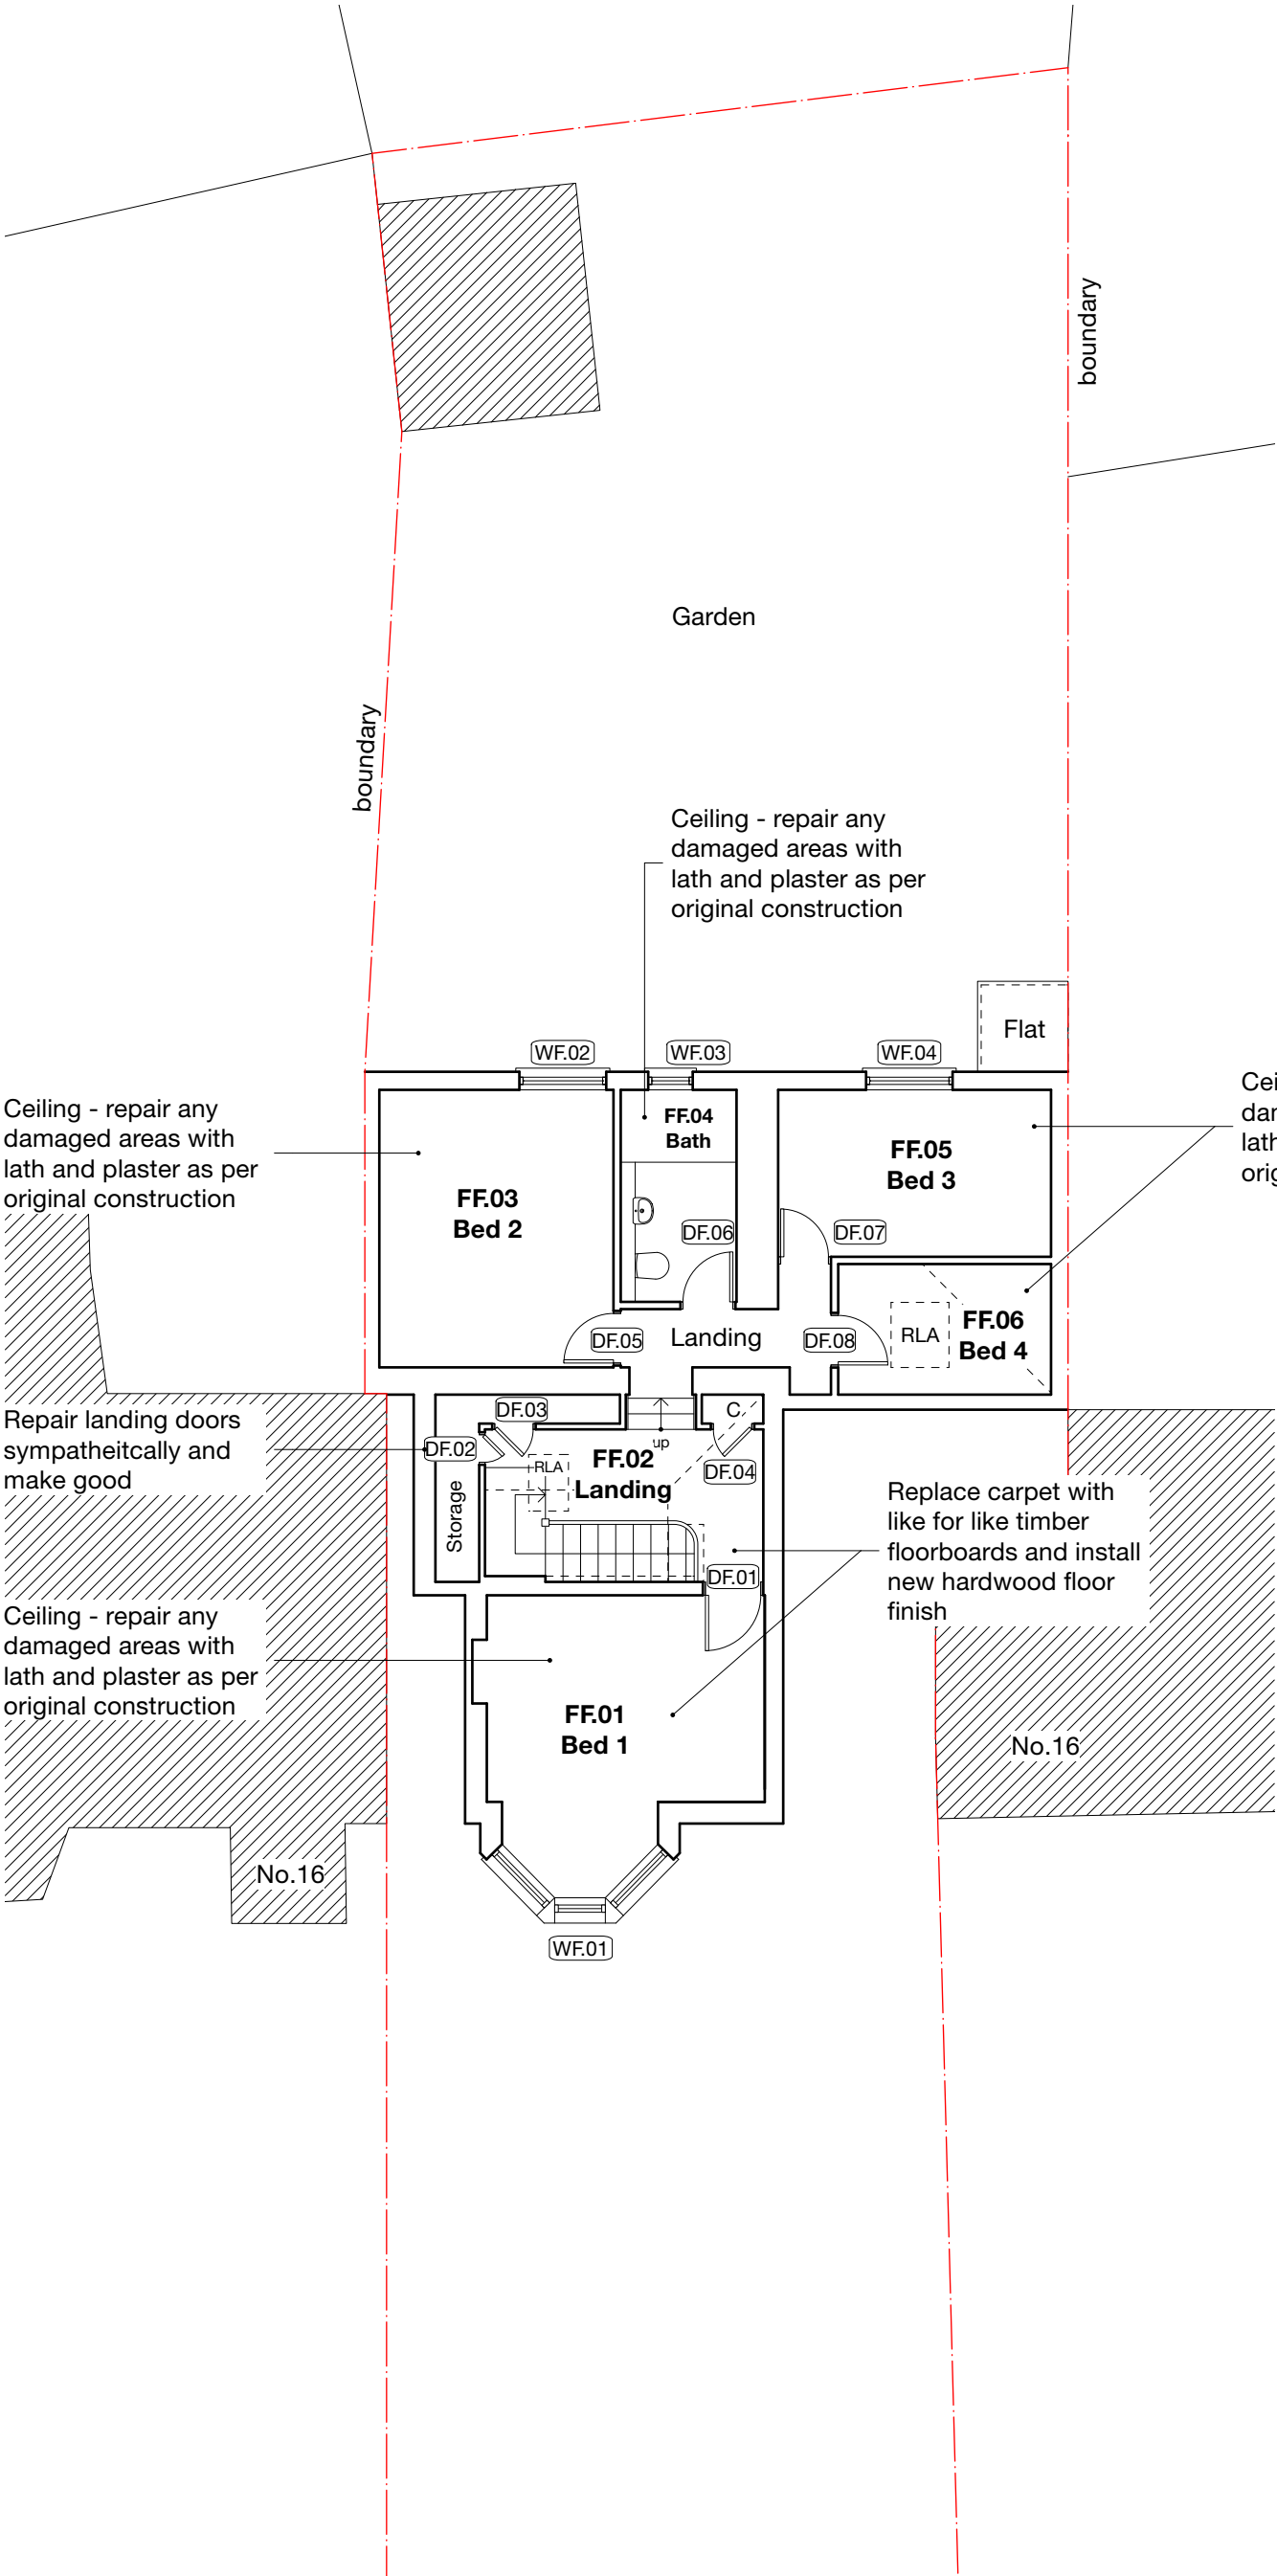 boundary
Garden
boundary
Ceiling - repair any
damaged areas with
lath and plaster as per
original construction
Flat
WF.02
WF.03
WF.04
Ceiling - repair any
damaged areas with
lath and plaster as per
original construction
FF.04
Bath
FF.05
Bed 3
FF.03
Bed 2
DF.06
DF.07
DF.05
Landing
DF.08
RLA
FF.06
Bed 4
Repair landing doors
sympatheitcally and
make good
DF.03
C.
DF.02
up
FF.02
Landing
RLA
DF.04
Storage
DF.01
Replace carpet with
like for like timber
floorboards and install
new hardwood floor
finish
Ceiling - repair any
damaged areas with
lath and plaster as per
original construction
FF.01
Bed 1
No.16
No.16
WF.01